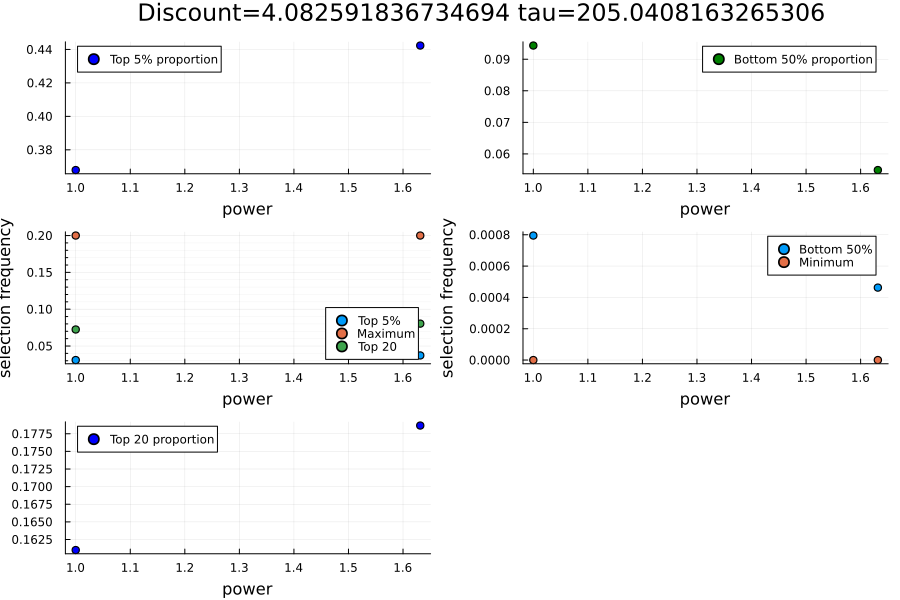 Discount=4.082591836734694 tau=205.0408163265306
0.44
0.42
0.40
0.38
Top 5% proportion
1.0 1.1 1.2 1.3 1.4 1.5 1.6
power
0.09
0.08
0.07
0.06
Bottom 50% proportion
1.0 1.1 1.2 1.3 1.4 1.5 1.6
power
selection frequency
0.20
0.15
0.10
0.05
Top 5%
Maximum
Top 20
1.0 1.1 1.2 1.3 1.4 1.5 1.6
power
selection frequency
0.0008
0.0006
0.0004
0.0002
0.0000
Bottom 50%
Minimum
1.0 1.1 1.2 1.3 1.4 1.5 1.6
power
0.1775
0.1750
0.1725
0.1700
0.1675
0.1650
0.1625
Top 20 proportion
1.0 1.1 1.2 1.3 1.4 1.5 1.6
power